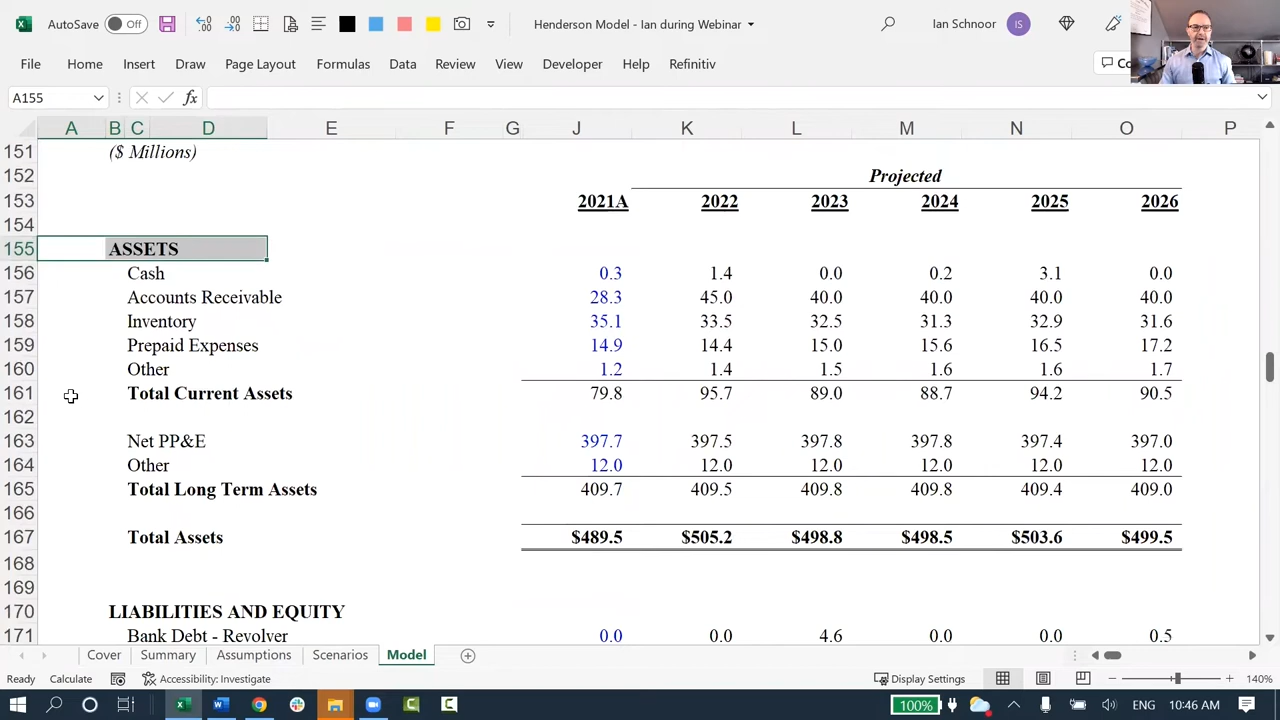 AutoSave Off Henderson Model - Ian during Webinar Ian Schnoor IS
File Home Insert Draw Page Layout Formulas Data Review View Developer Help Refinitiv
A155 fx
A B C D E F G J K L M N O P
151 ($ Millions)
152 Projected
153 2021A 2022 2023 2024 2025 2026
154
155 ASSETS
156 Cash 0.3 1.4 0.0 0.2 3.1 0.0
157 Accounts Receivable 28.3 45.0 40.0 40.0 40.0 40.0
158 Inventory 35.1 33.5 32.5 31.3 32.9 31.6
159 Prepaid Expenses 14.9 14.4 15.0 15.6 16.5 17.2
160 Other 1.2 1.4 1.5 1.6 1.6 1.7
161 Total Current Assets 79.8 95.7 89.0 88.7 94.2 90.5
162
163 Net PP&E 397.7 397.5 397.8 397.8 397.4 397.0
164 Other 12.0 12.0 12.0 12.0 12.0 12.0
165 Total Long Term Assets 409.7 409.5 409.8 409.8 409.4 409.0
166
167 Total Assets $489.5 $505.2 $498.8 $498.5 $503.6 $499.5
168
169
170 LIABILITIES AND EQUITY
171 Bank Debt - Revolver 0.0 0.0 4.6 0.0 0.0 0.5
Cover Summary Assumptions Scenarios Model
Ready Calculate Accessibility: Investigate Display Settings 140%
100% ENG 10:46 AM